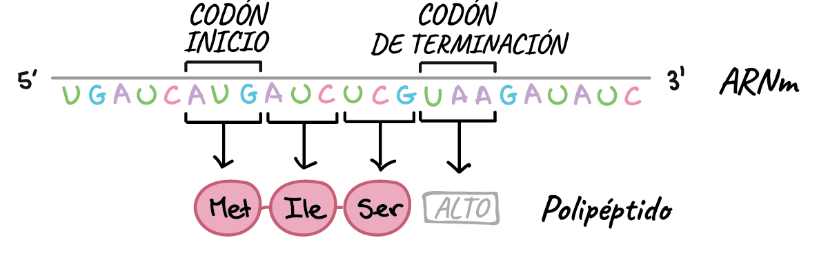 CODÓN
INICIO
CODÓN
DE TERMINACIÓN
5' UGAUCAUGAUCUCGUAAGAUAUC 3' ARNm
Met Ile Ser ALTO Polipéptido